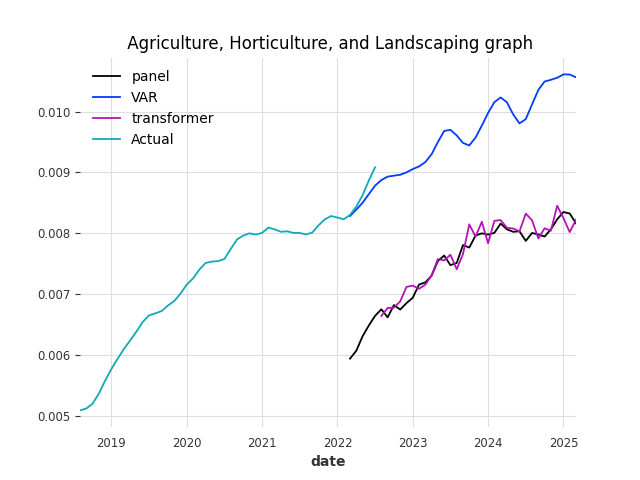 Agriculture, Horticulture, and Landscaping graph
panel
VAR
transformer
Actual
0.010
0.009
0.008
0.007
0.006
0.005
2019 2020 2021 2022 2023 2024 2025
date